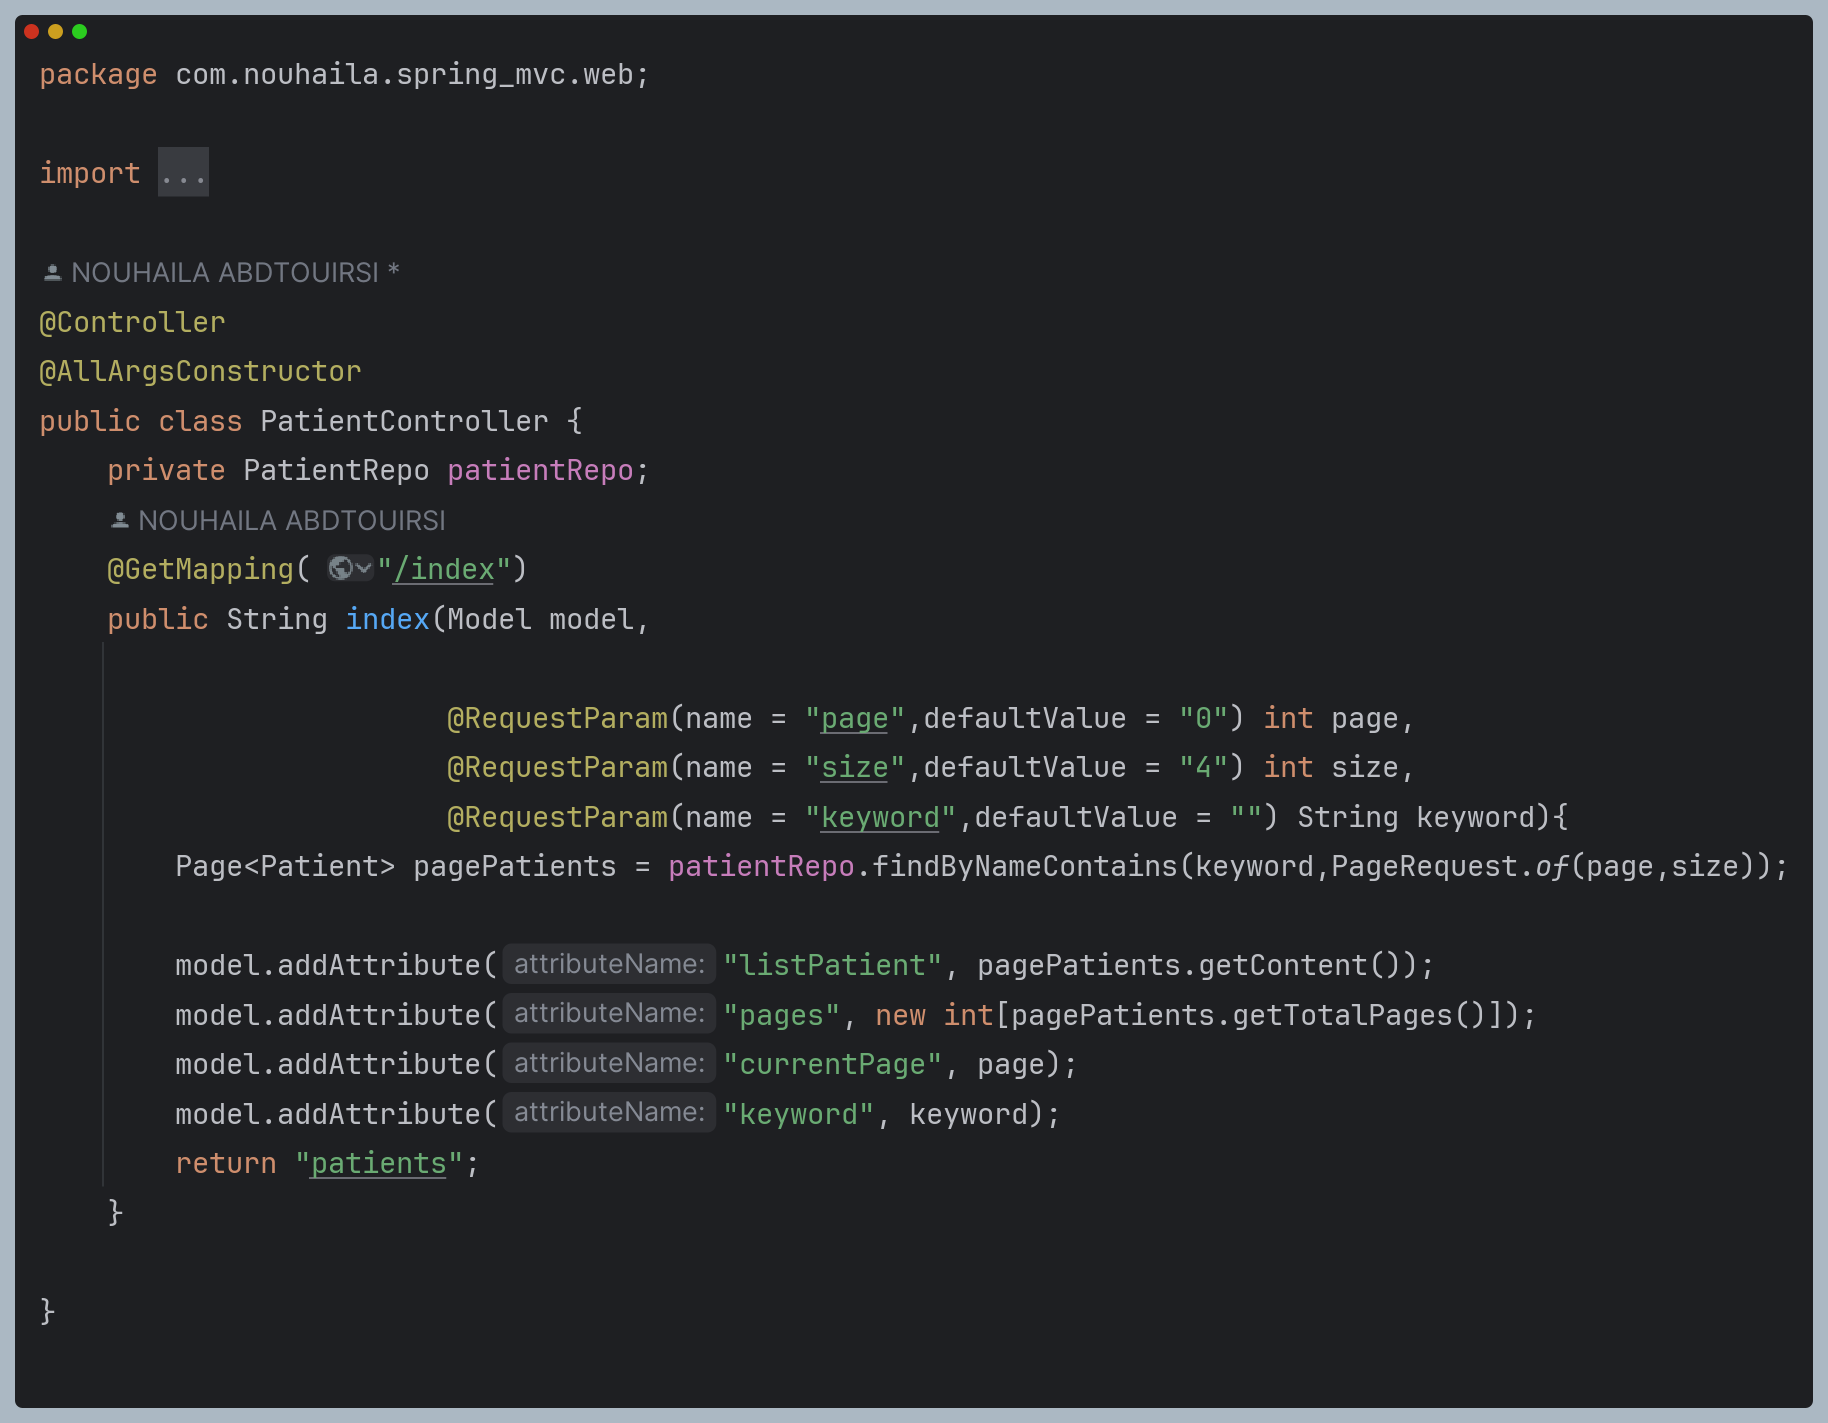 package com.nouhaila.spring_mvc.web;
import ...
NOUHAILA ABDTOUIRSI *
@Controller
@AllArgsConstructor
public class PatientController {
private PatientRepo patientRepo;
NOUHAILA ABDTOUIRSI
@GetMapping( "/index")
public String index(Model model,
@RequestParam(name = "page",defaultValue = "0") int page,
@RequestParam(name = "size",defaultValue = "4") int size,
@RequestParam(name = "keyword",defaultValue = "") String keyword){
Page<Patient> pagePatients = patientRepo.findByNameContains(keyword,PageRequest.of(page,size));
model.addAttribute( attributeName: "listPatient", pagePatients.getContent());
model.addAttribute( attributeName: "pages", new int[pagePatients.getTotalPages()]);
model.addAttribute( attributeName: "currentPage", page);
model.addAttribute( attributeName: "keyword", keyword);
return "patients";
}
}